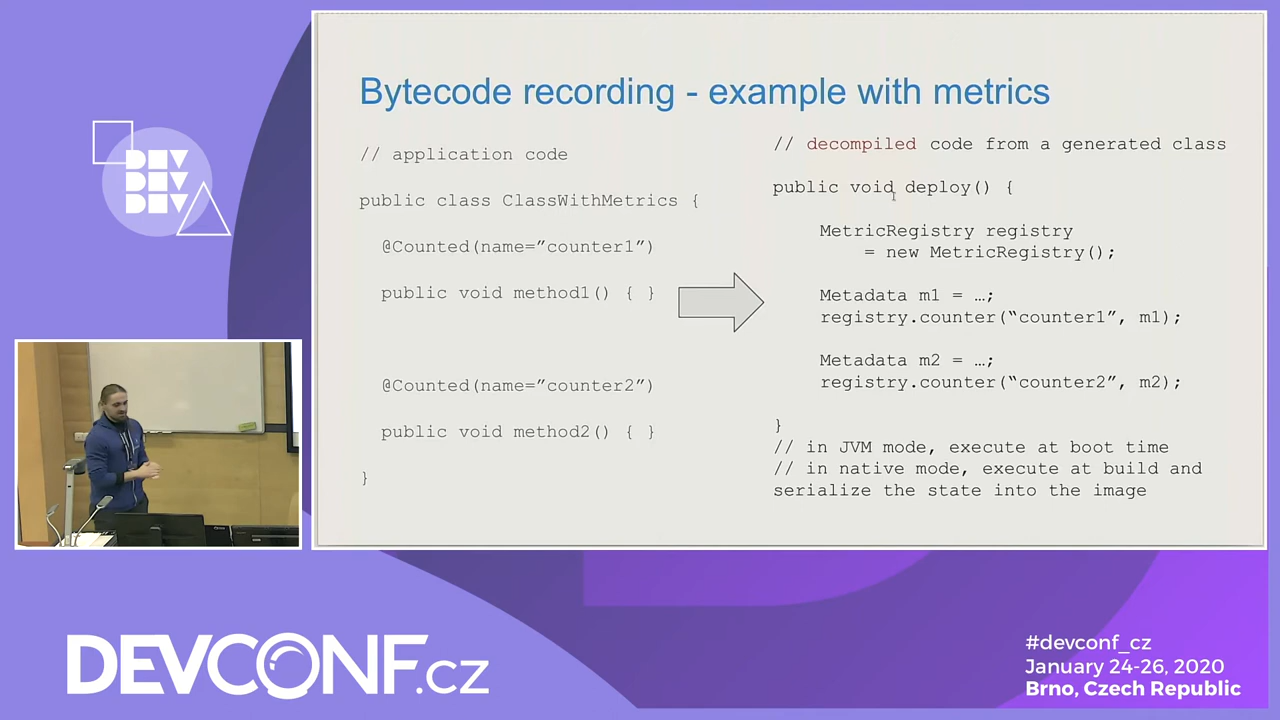 DEV
DEV
DEV
Bytecode recording - example with metrics
// application code
public class ClassWithMetrics {
@Counted(name=”counter1”)
public void method1() { }
@Counted(name=”counter2”)
public void method2() { }
}
// decompiled code from a generated class
public void deploy() {
MetricRegistry registry
= new MetricRegistry();
Metadata m1 = …;
registry.counter(“counter1”, m1);
Metadata m2 = …;
registry.counter(“counter2”, m2);
}
// in JVM mode, execute at boot time
// in native mode, execute at build and
serialize the state into the image
DEVCONF.cz
#devconf_cz
January 24-26, 2020
Brno, Czech Republic